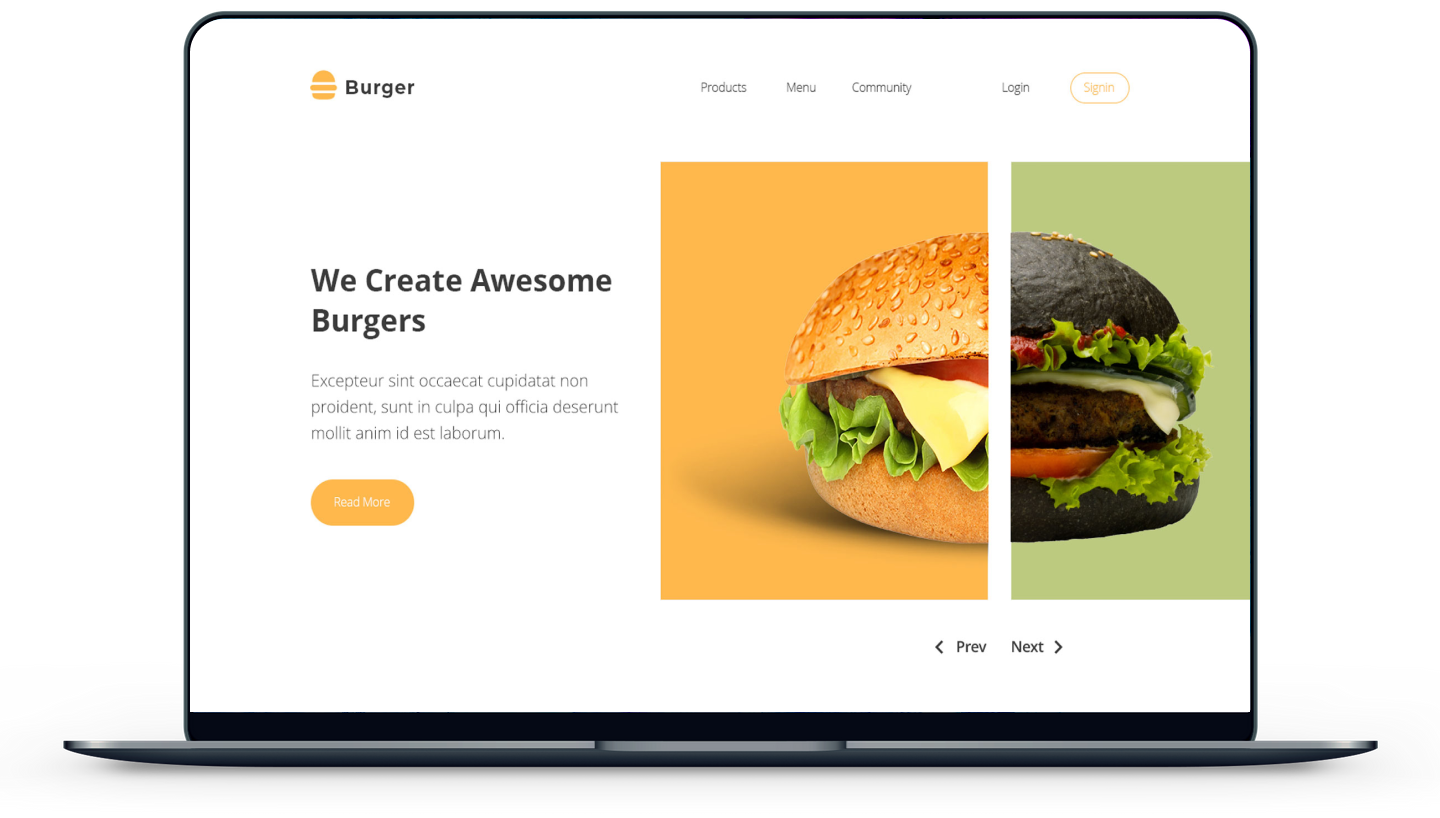 Burger
Products Menu Community Login Signin
We Create Awesome
Burgers
Excepteur sint occaecat cupidatat non
proident, sunt in culpa qui officia deserunt
mollit anim id est laborum.
Read More
Prev Next